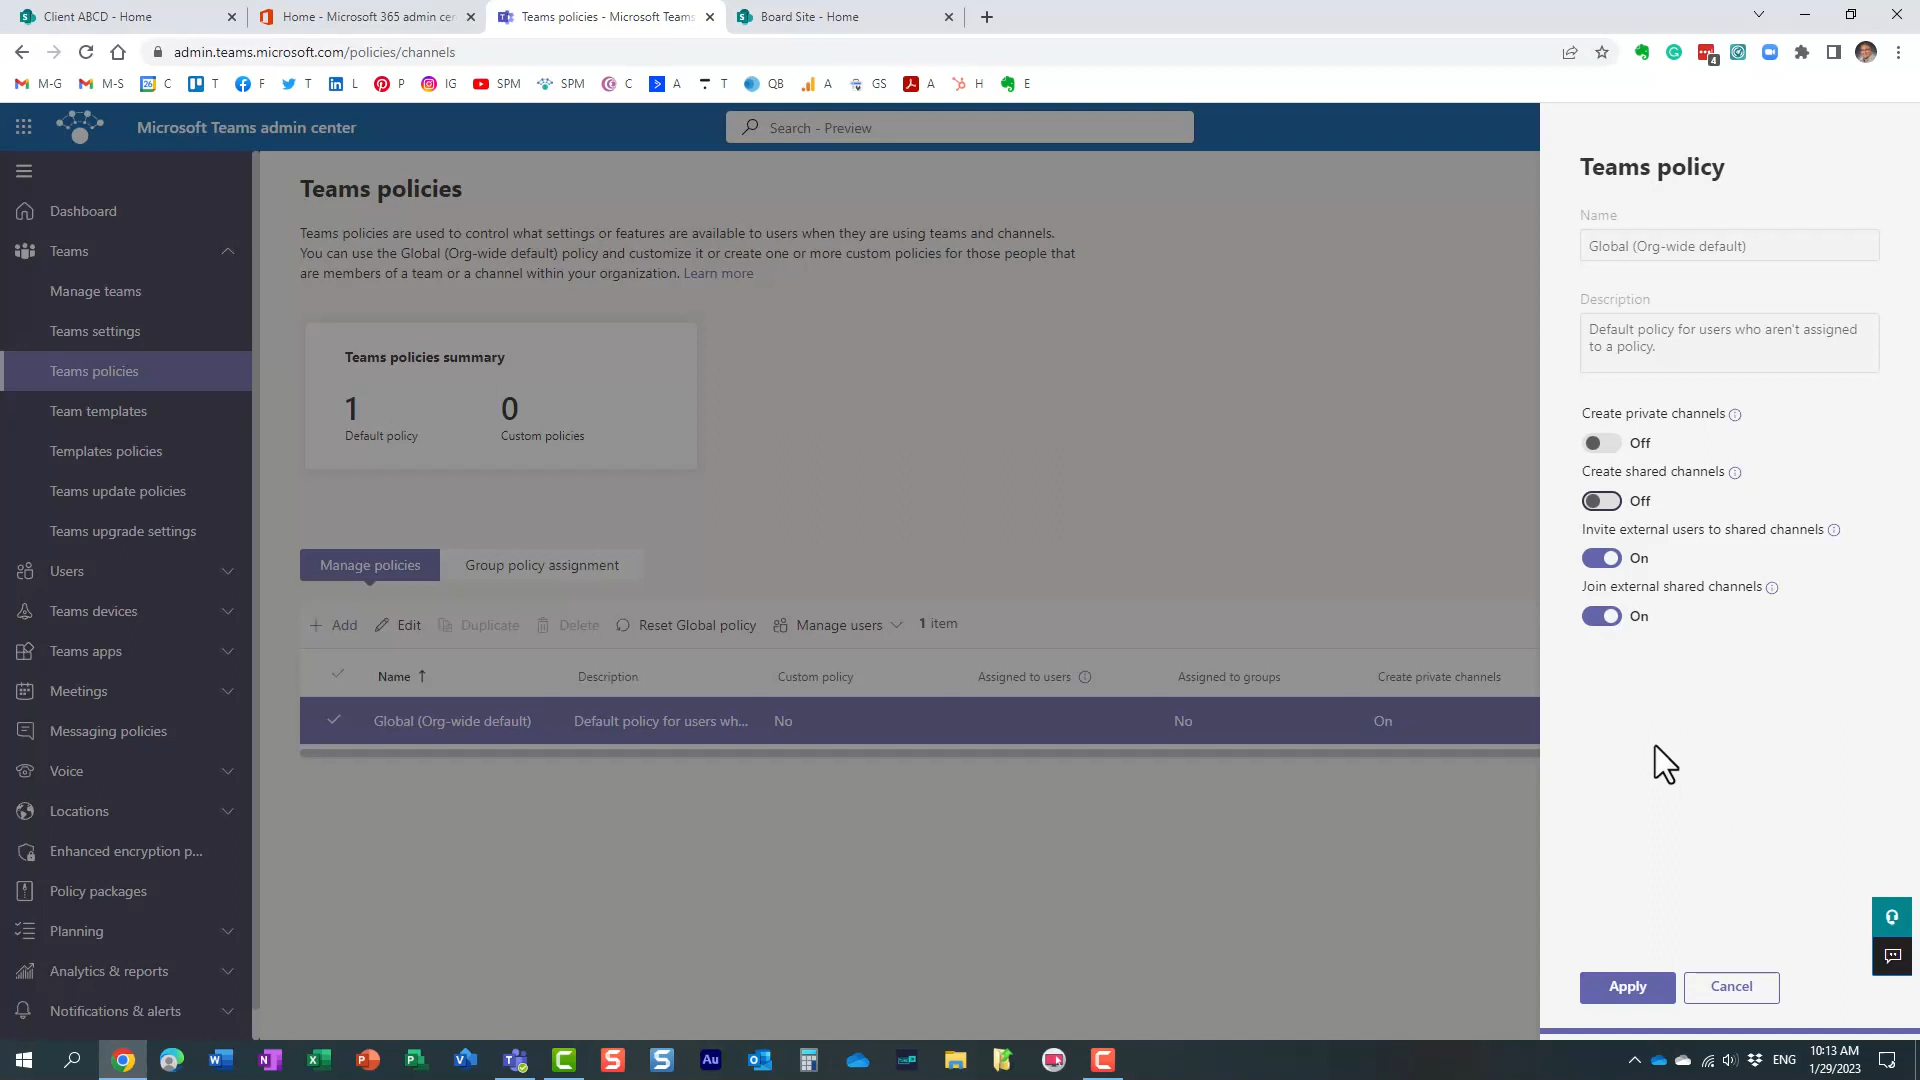 Client ABCD - Home
Home - Microsoft 365 admin cen
Teams policies - Microsoft Teams
Board Site - Home
admin.teams.microsoft.com/policies/channels
4
M-G
M-S
26
C
T
F
T
L
P
IG
SPM
SPM
C
A
T
QB
A
GS
A
H
E
Microsoft Teams admin center
Search - Preview
Dashboard
Teams
Manage teams
Teams settings
Teams policies
Team templates
Templates policies
Teams update policies
Teams upgrade settings
Users
Teams devices
Teams apps
Meetings
Messaging policies
Voice
Locations
Enhanced encryption p...
Policy packages
Planning
Analytics & reports
Notifications & alerts
Teams policies
Teams policies are used to control what settings or features are available to users when they are using teams and channels.
You can use the Global (Org-wide default) policy and customize it or create one or more custom policies for those people that
are members of a team or a channel within your organization. Learn more
Teams policies summary
1 0
Default policy Custom policies
Manage policies Group policy assignment
Add Edit Duplicate Delete Reset Global policy Manage users 1 item
Name ↑ Description Custom policy Assigned to users Assigned to groups Create private channels
Global (Org-wide default) Default policy for users wh... No No On
Teams policy
Name
Global (Org-wide default)
Description
Default policy for users who aren't assigned
to a policy.
Create private channels
Off
Create shared channels
Off
Invite external users to shared channels
On
Join external shared channels
On
Apply Cancel
Au
ENG
10:13 AM
1/29/2023